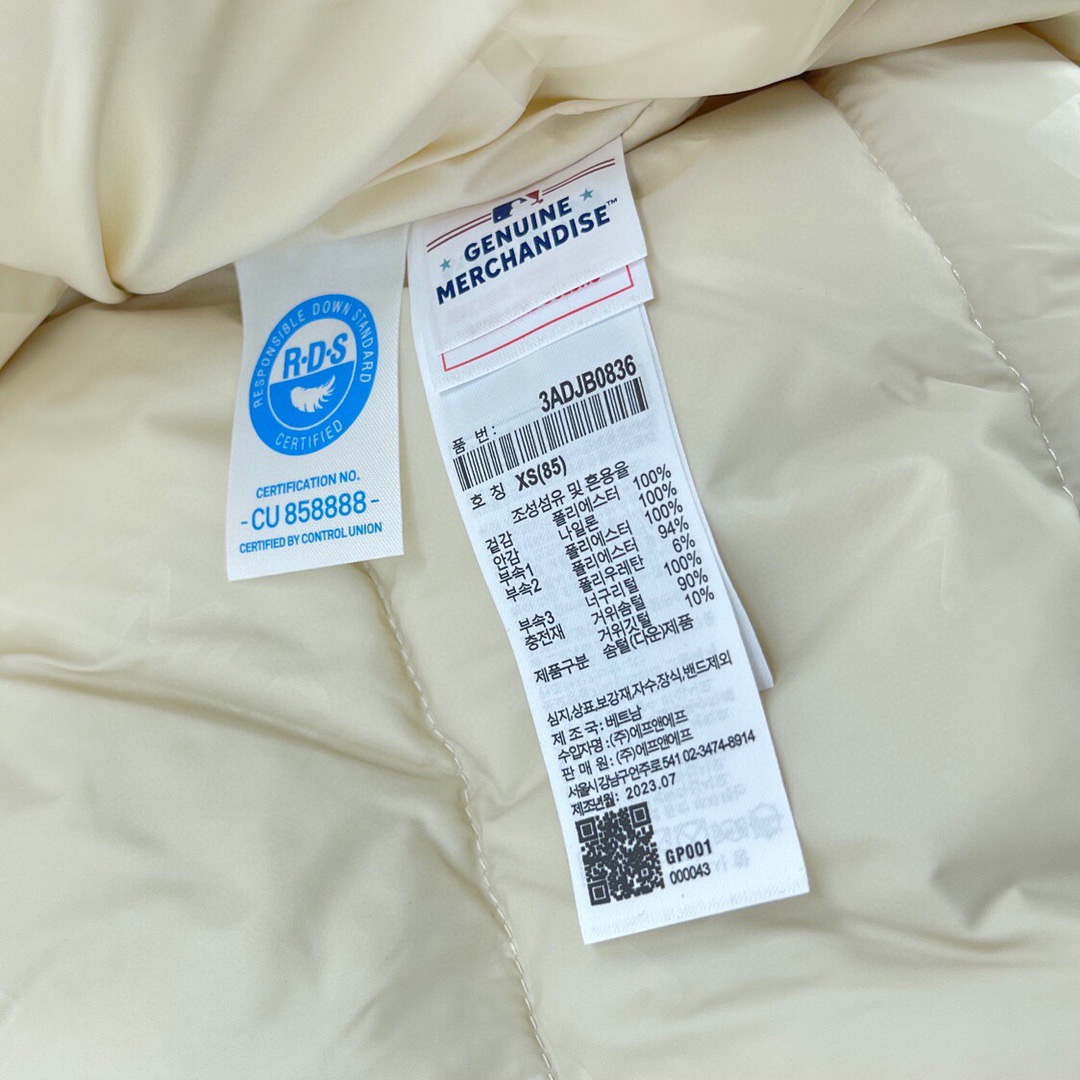 RESPONSIBLE DOWN STANDARD
R·D·S
CERTIFIED
CERTIFICATION NO.
- CU 858888 -
CERTIFIED BY CONTROL UNION
GENUINE
MERCHANDISE™
품 번 : 3ADJB0836
호 칭 XS(85)
조성섬유 및 혼용율
겉감 폴리에스터 100%
안감 나일론 100%
부속1 폴리에스터 100%
부속2 폴리에스터 94%
폴리우레탄 6%
부속3 너구리털 100%
충전재 거위솜털 90%
거위깃털 10%
제품구분 솜털(다운)제품
심지,상표,보강재,자수,장식,밴드제외
제 조 국 : 베트남
수입자명 : (주)에프앤에프
판 매 원 : (주)에프앤에프
서울시 강남구 언주로 541 02-3474-8914
제조년월 : 2023.07
GP001
000043